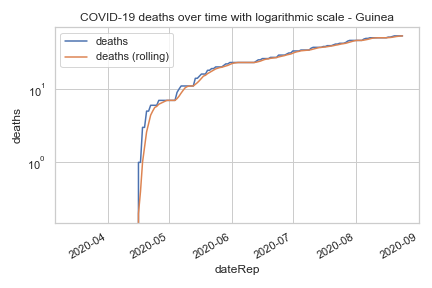 COVID-19 deaths over time with logarithmic scale - Guinea
deaths
deaths (rolling)
10¹
10⁰
deaths
2020-04
2020-05
2020-06
2020-07
2020-08
2020-09
dateRep